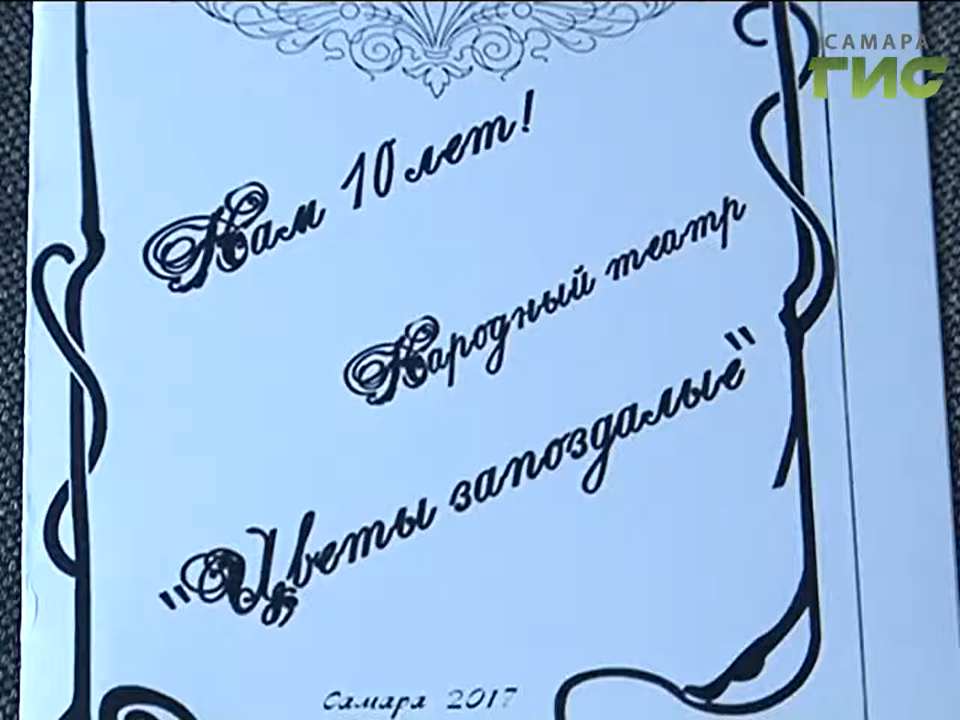 САМАРА
ГИС
Нам 10 лет!
Народный театр
"Цветы запоздалые"
Самара 2017